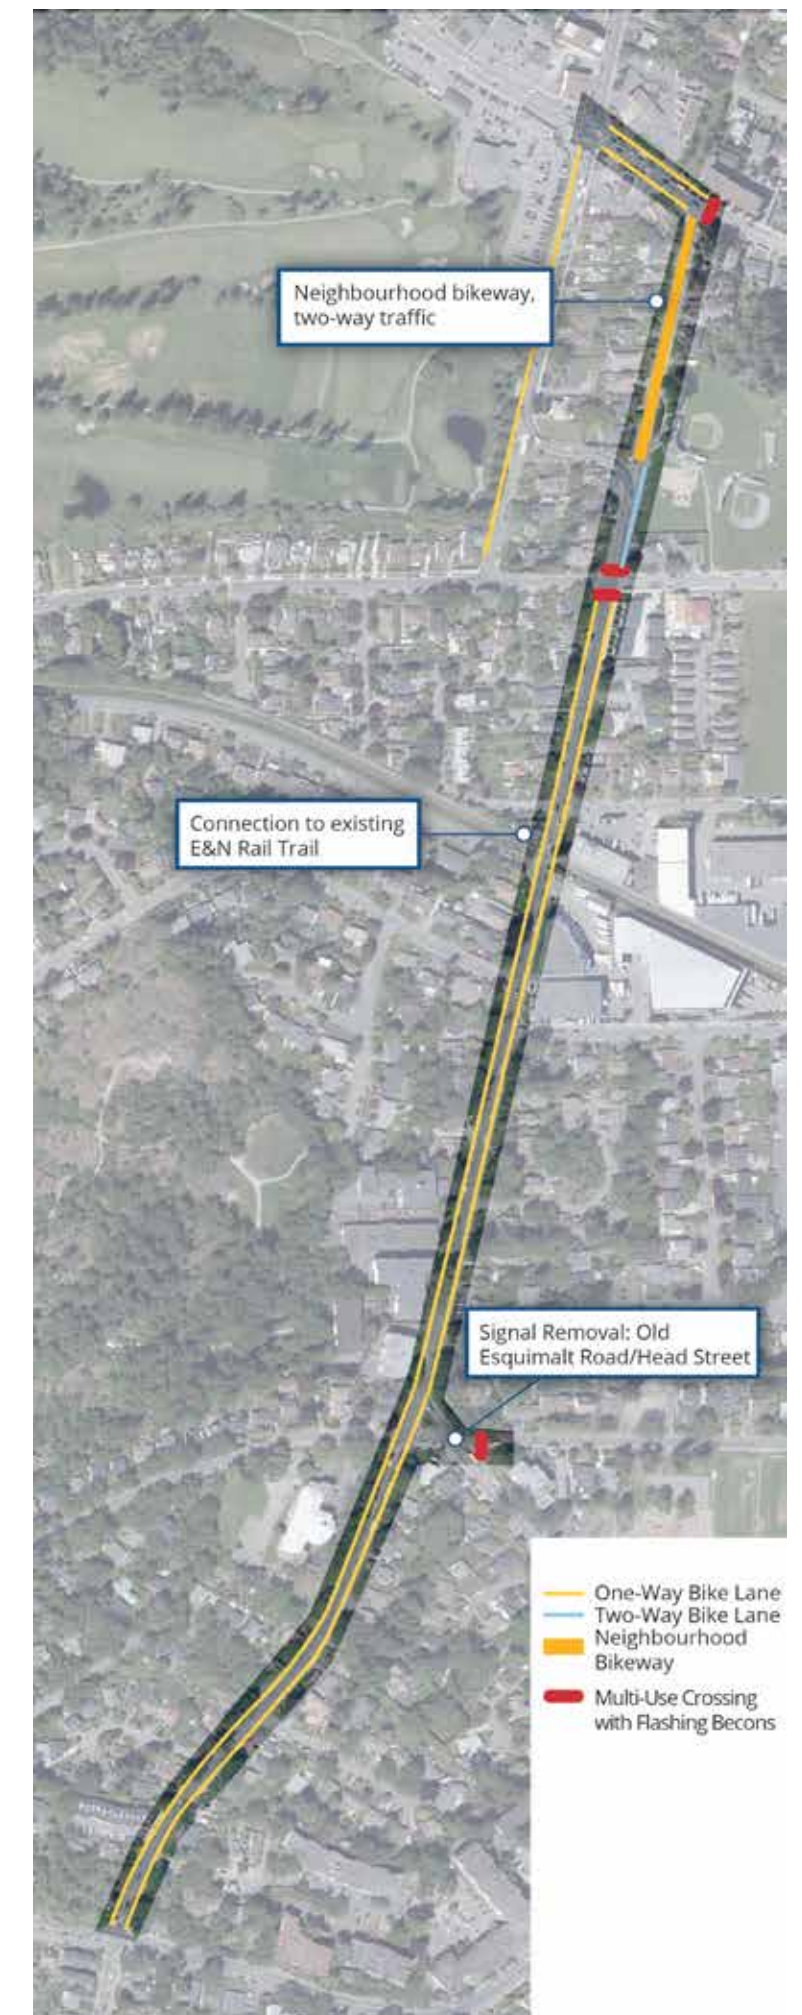 Neighbourhood bikeway,
two-way traffic
Connection to existing
E&N Rail Trail
Signal Removal: Old
Esquimalt Road/Head Street
One-Way Bike Lane
Two-Way Bike Lane
Neighbourhood
Bikeway
Multi-Use Crossing
with Flashing Becons